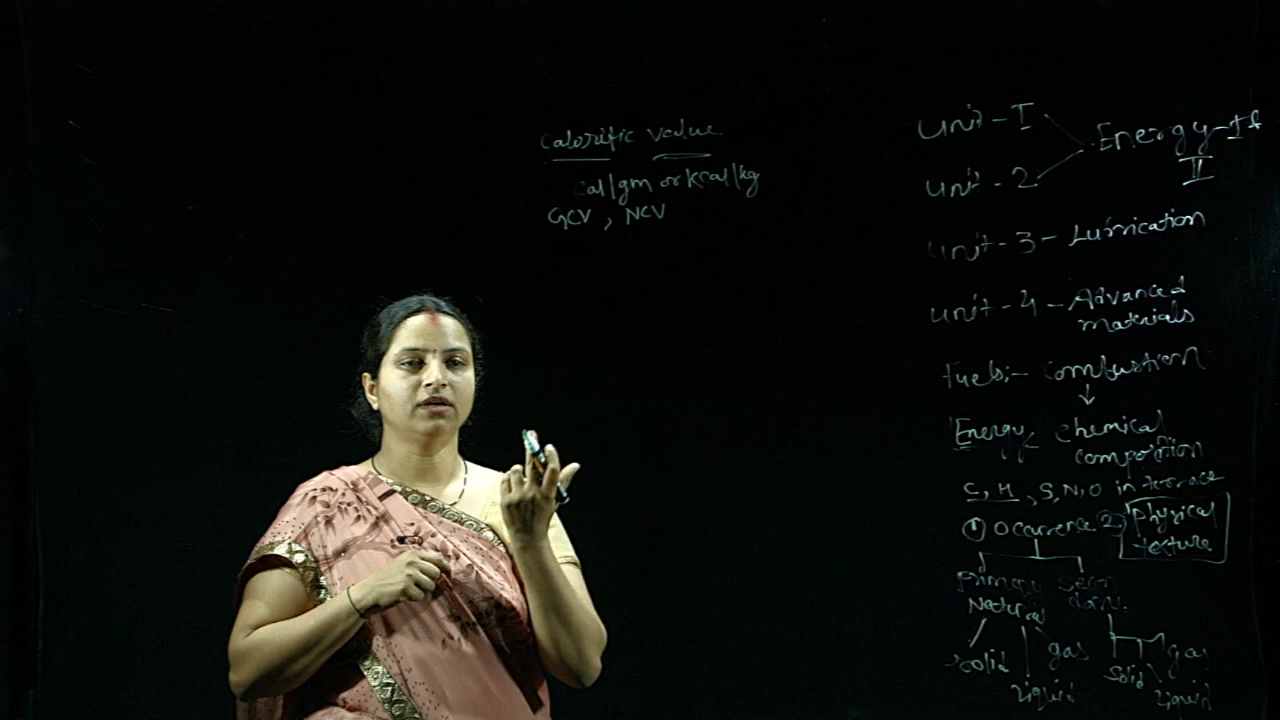 Calorific value
Cal/gm or kcal/kg
GCV , NCV
Unit - I
Energy - I &
II
Unit - 2
Unit - 3 - Lubrication
Unit - 4 - Advanced
materials
Fuels:- Combustion
↓
Energy chemical
composition
C, H, S, N, O in terrace
① Occurrence ② Physical
texture
Primary Secon
Natural dary.
solid gas solid gas
liquid liquid